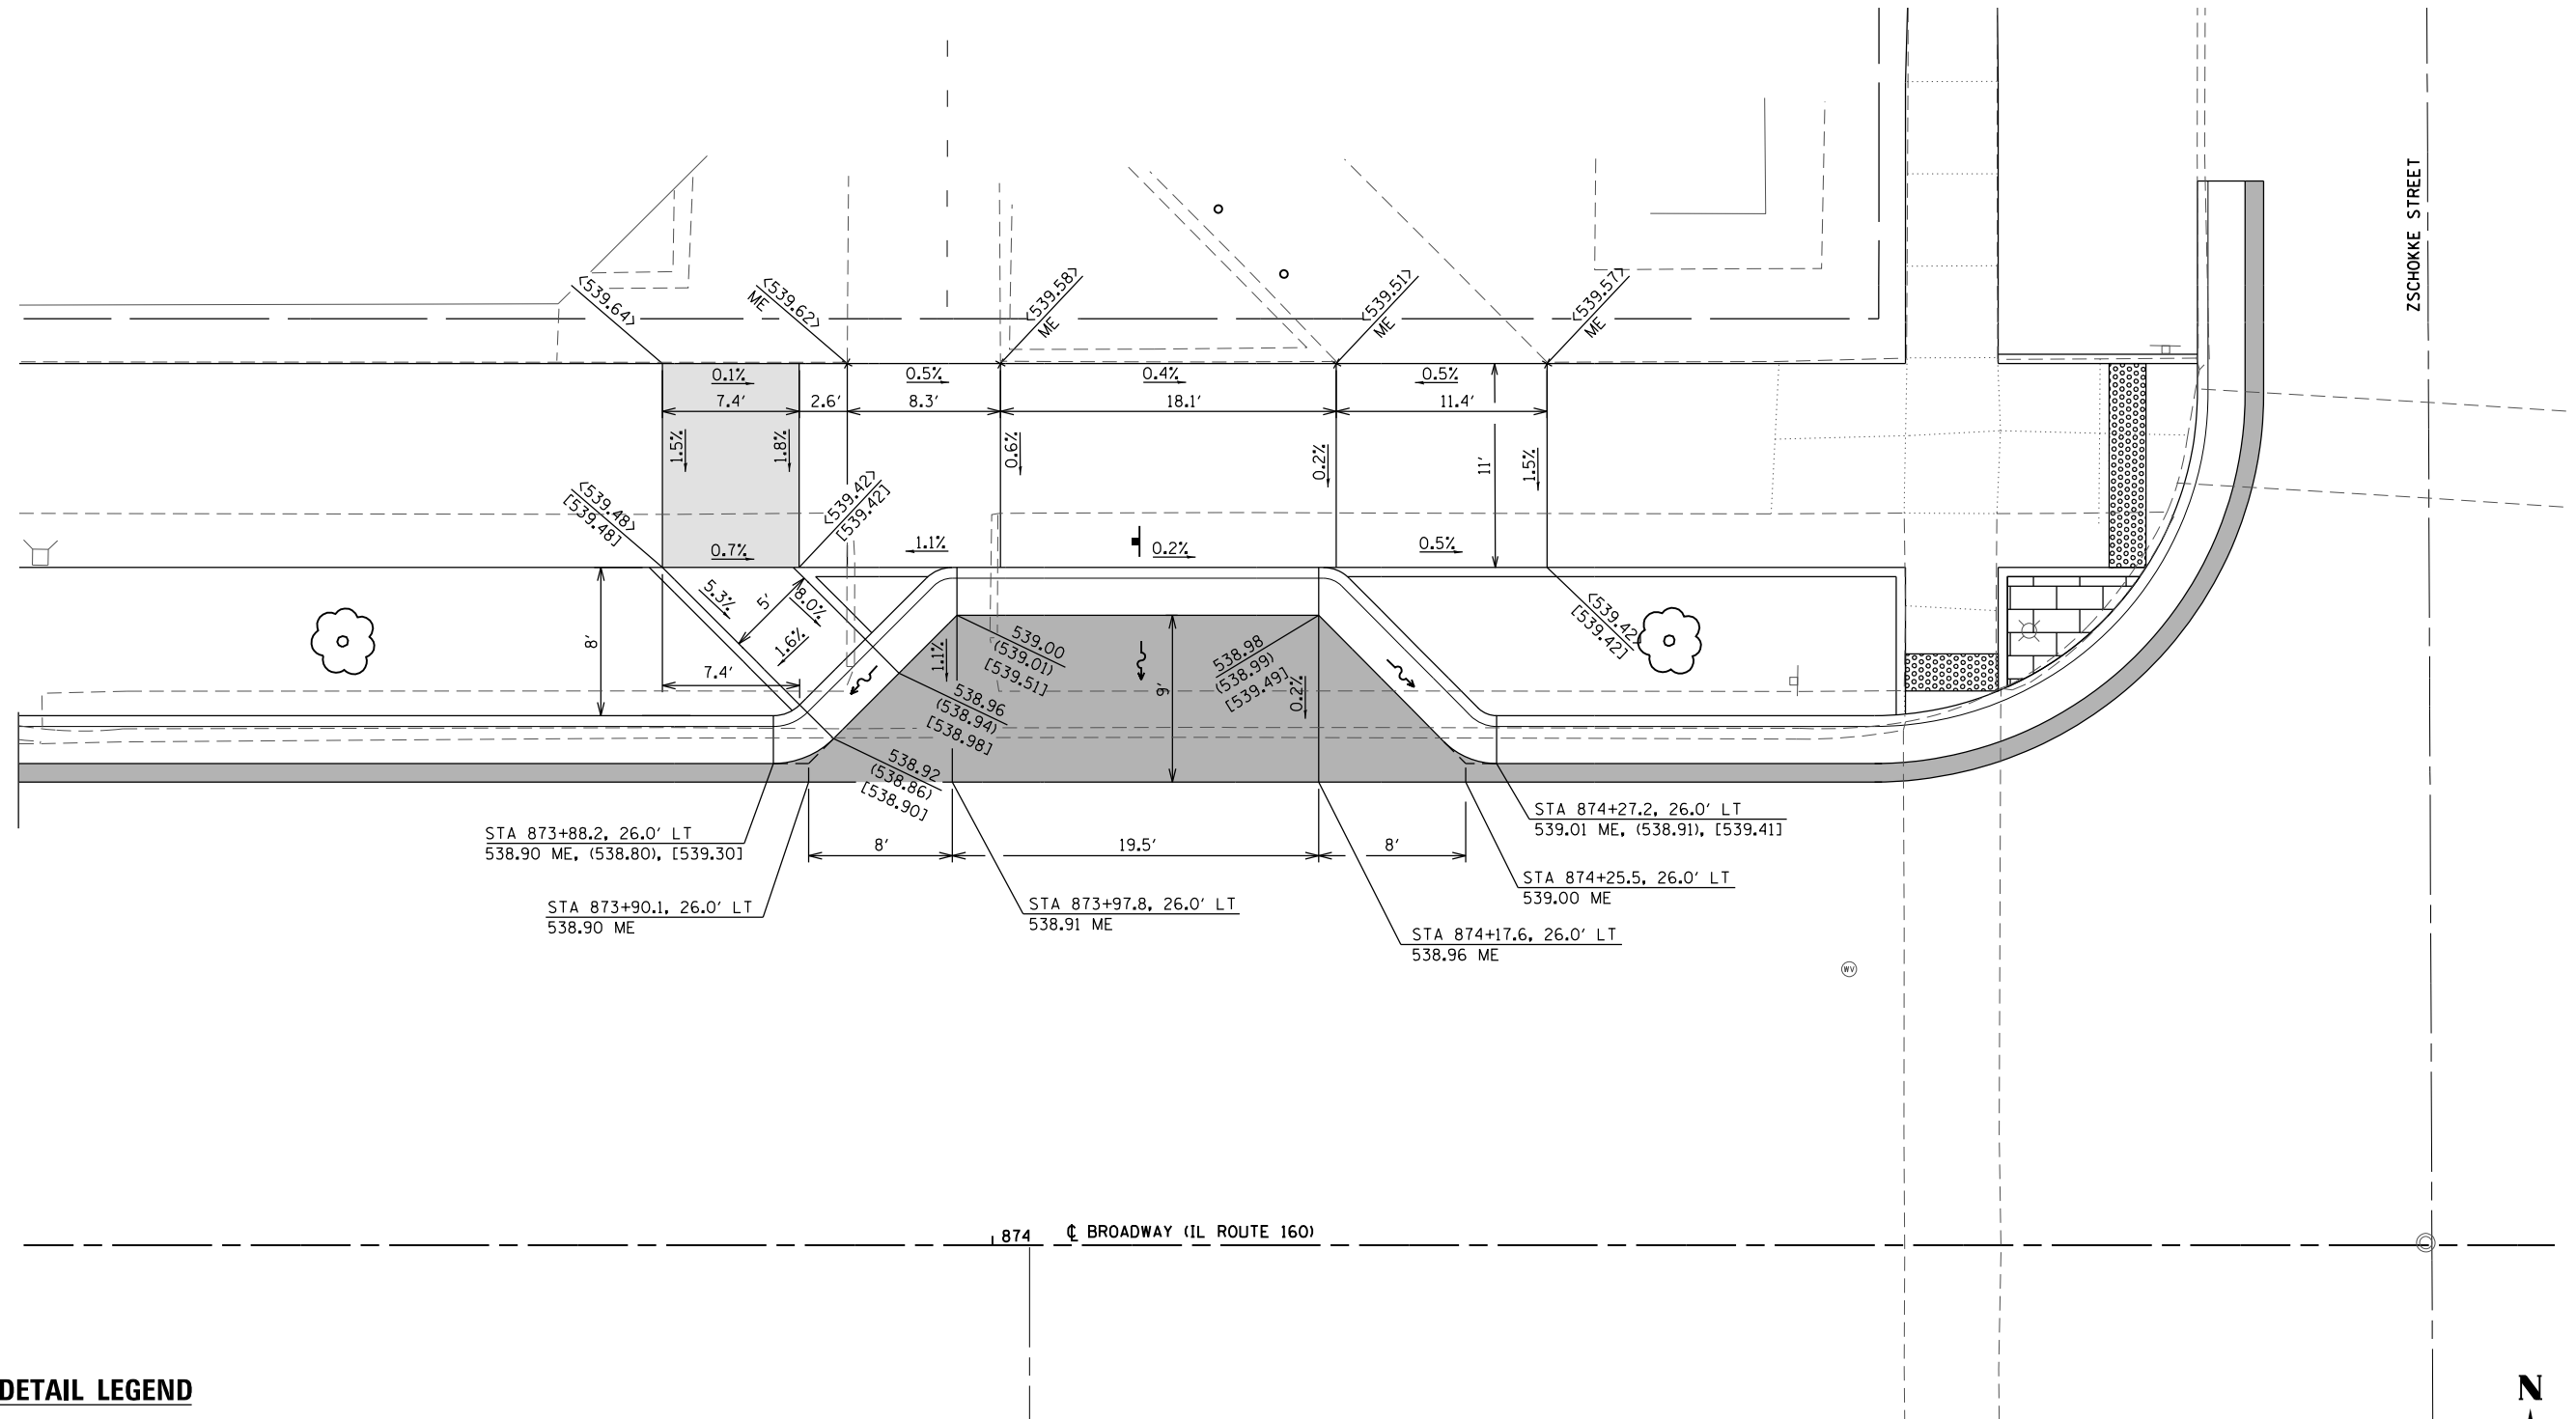 ZSCHOKKE STREET
<539.64>
<539.62>
ME
<539.58>
ME
<539.51>
ME
<539.57>
ME
0.1%
0.5%
0.4%
0.5%
7.4'
2.6'
8.3'
18.1'
11.4'
1.5%
1.8%
0.6%
0.2%
11'
1.5%
<539.48>
[539.48]
<539.42>
[539.42]
0.7%
1.1%
0.2%
0.5%
8'
5.3%
5'
8.0%
1.6%
7.4'
1.1%
539.00
(539.01)
[539.51]
9'
538.98
(538.99)
[539.49]
0.2%
<539.42>
[539.42]
538.96
(538.94)
[538.98]
538.92
(538.86)
[538.90]
STA 873+88.2, 26.0' LT
538.90 ME, (538.80), [539.30]
8'
19.5'
8'
STA 874+27.2, 26.0' LT
539.01 ME, (538.91), [539.41]
STA 873+90.1, 26.0' LT
538.90 ME
STA 873+97.8, 26.0' LT
538.91 ME
STA 874+25.5, 26.0' LT
539.00 ME
STA 874+17.6, 26.0' LT
538.96 ME
WV
874
℄ BROADWAY (IL ROUTE 160)
DETAIL LEGEND
N